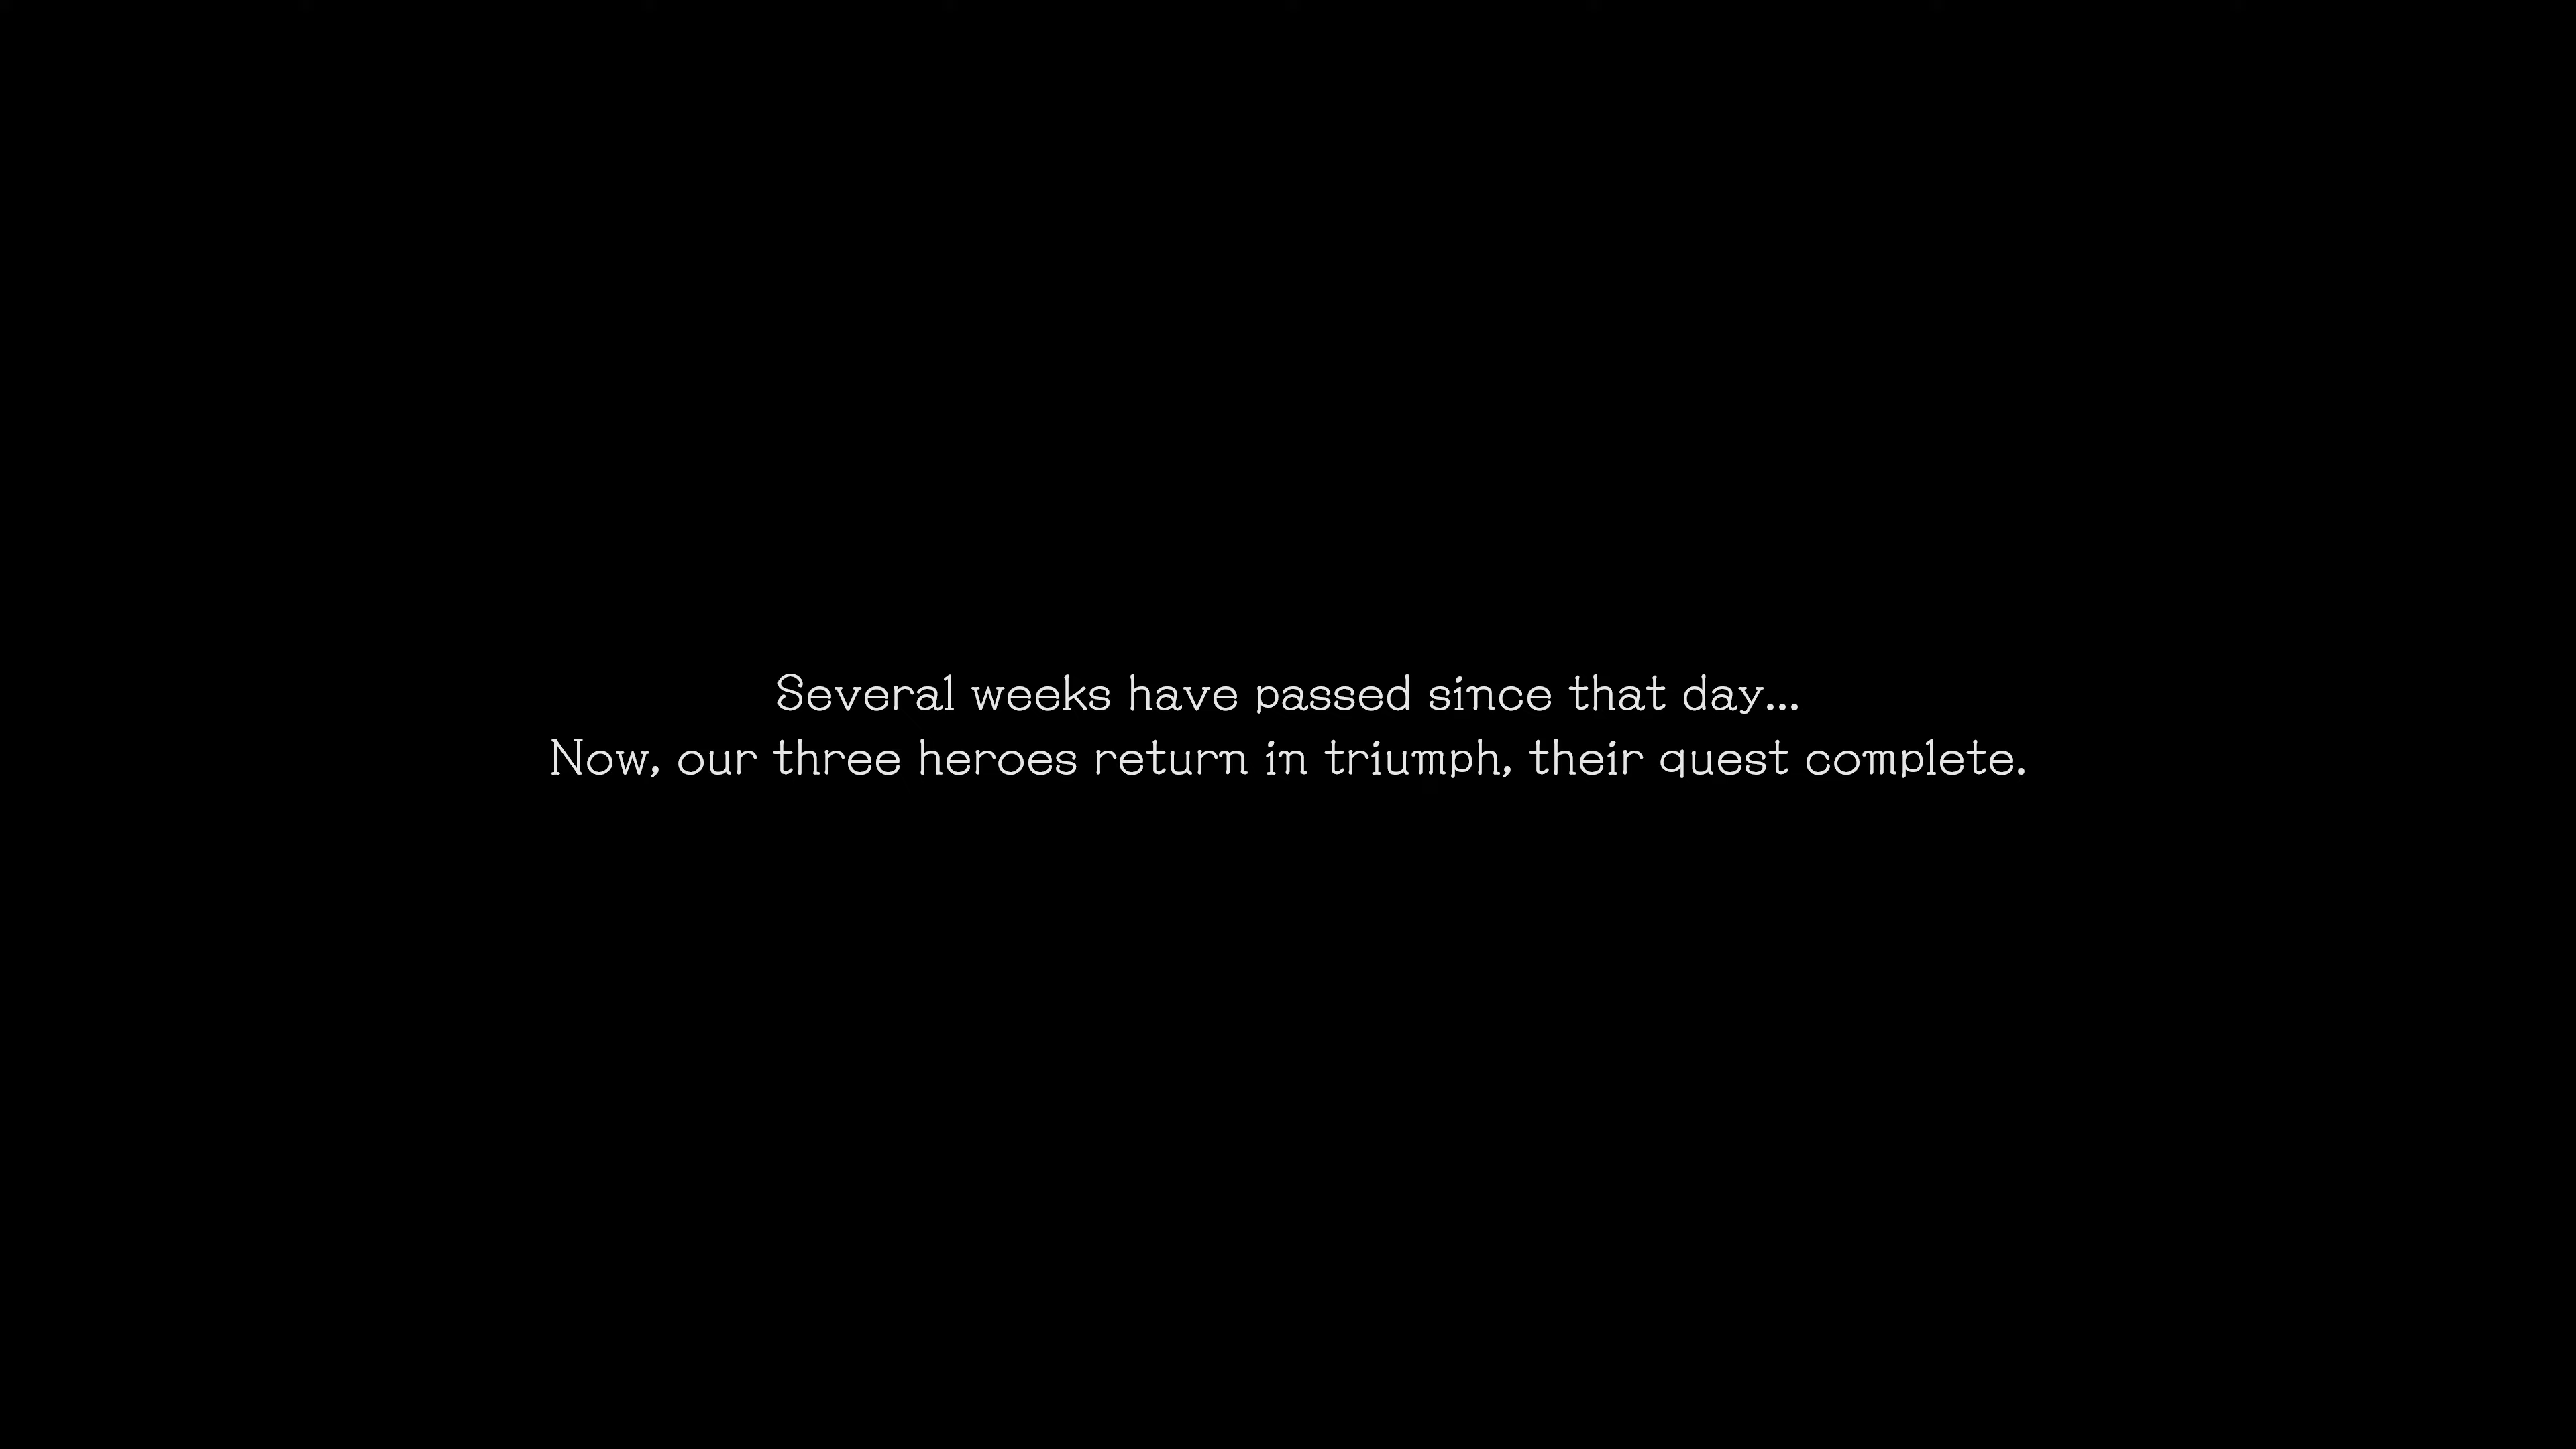 Several weeks have passed since that day...
Now, our three heroes return in triumph, their quest complete.